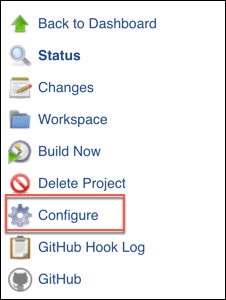 Back to Dashboard
Status
Changes
Workspace
Build Now
Delete Project
Configure
GitHub Hook Log
GitHub